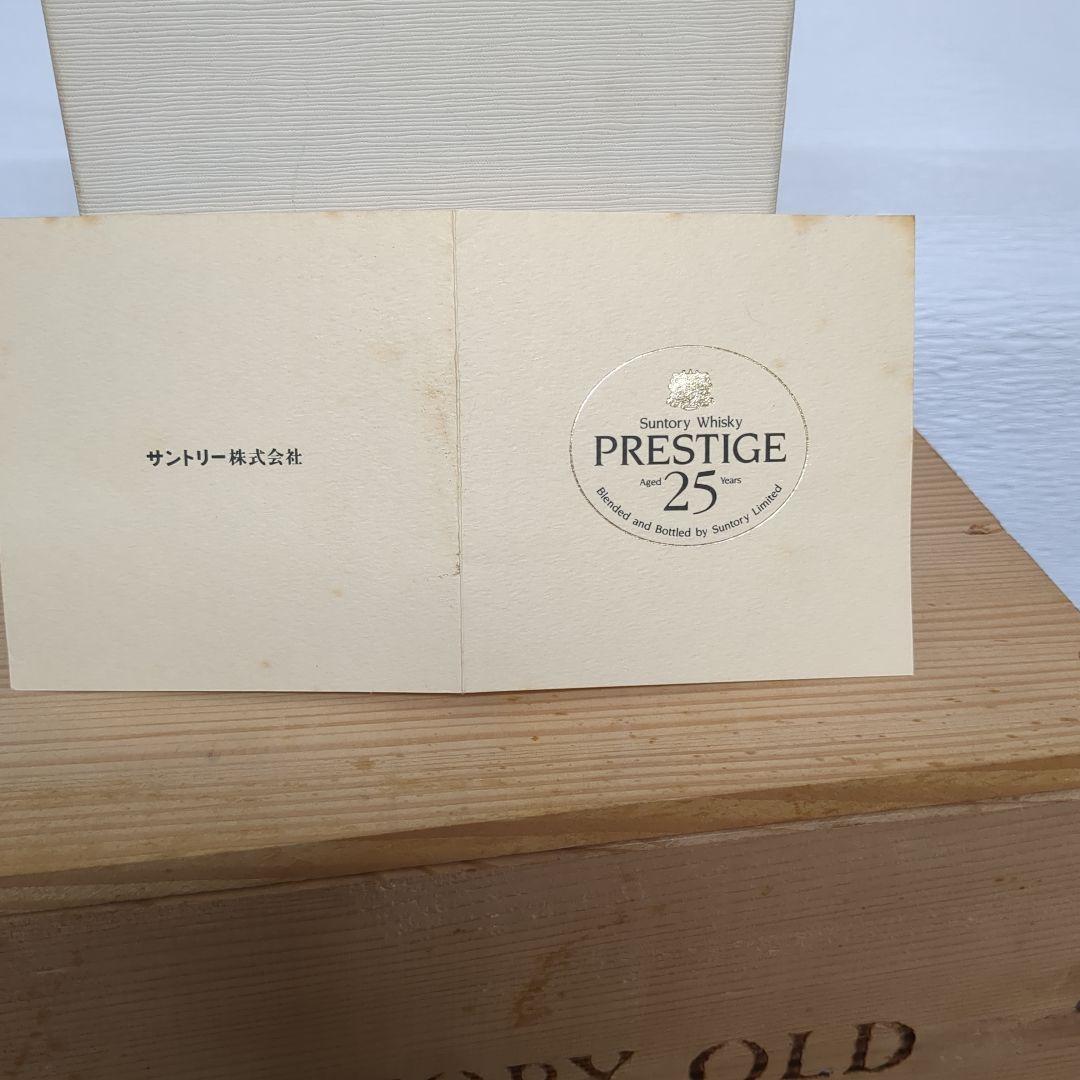 サントリー株式会社
Suntory Whisky
PRESTIGE
Aged 25 Years
Blended and Bottled by Suntory Limited
OLD